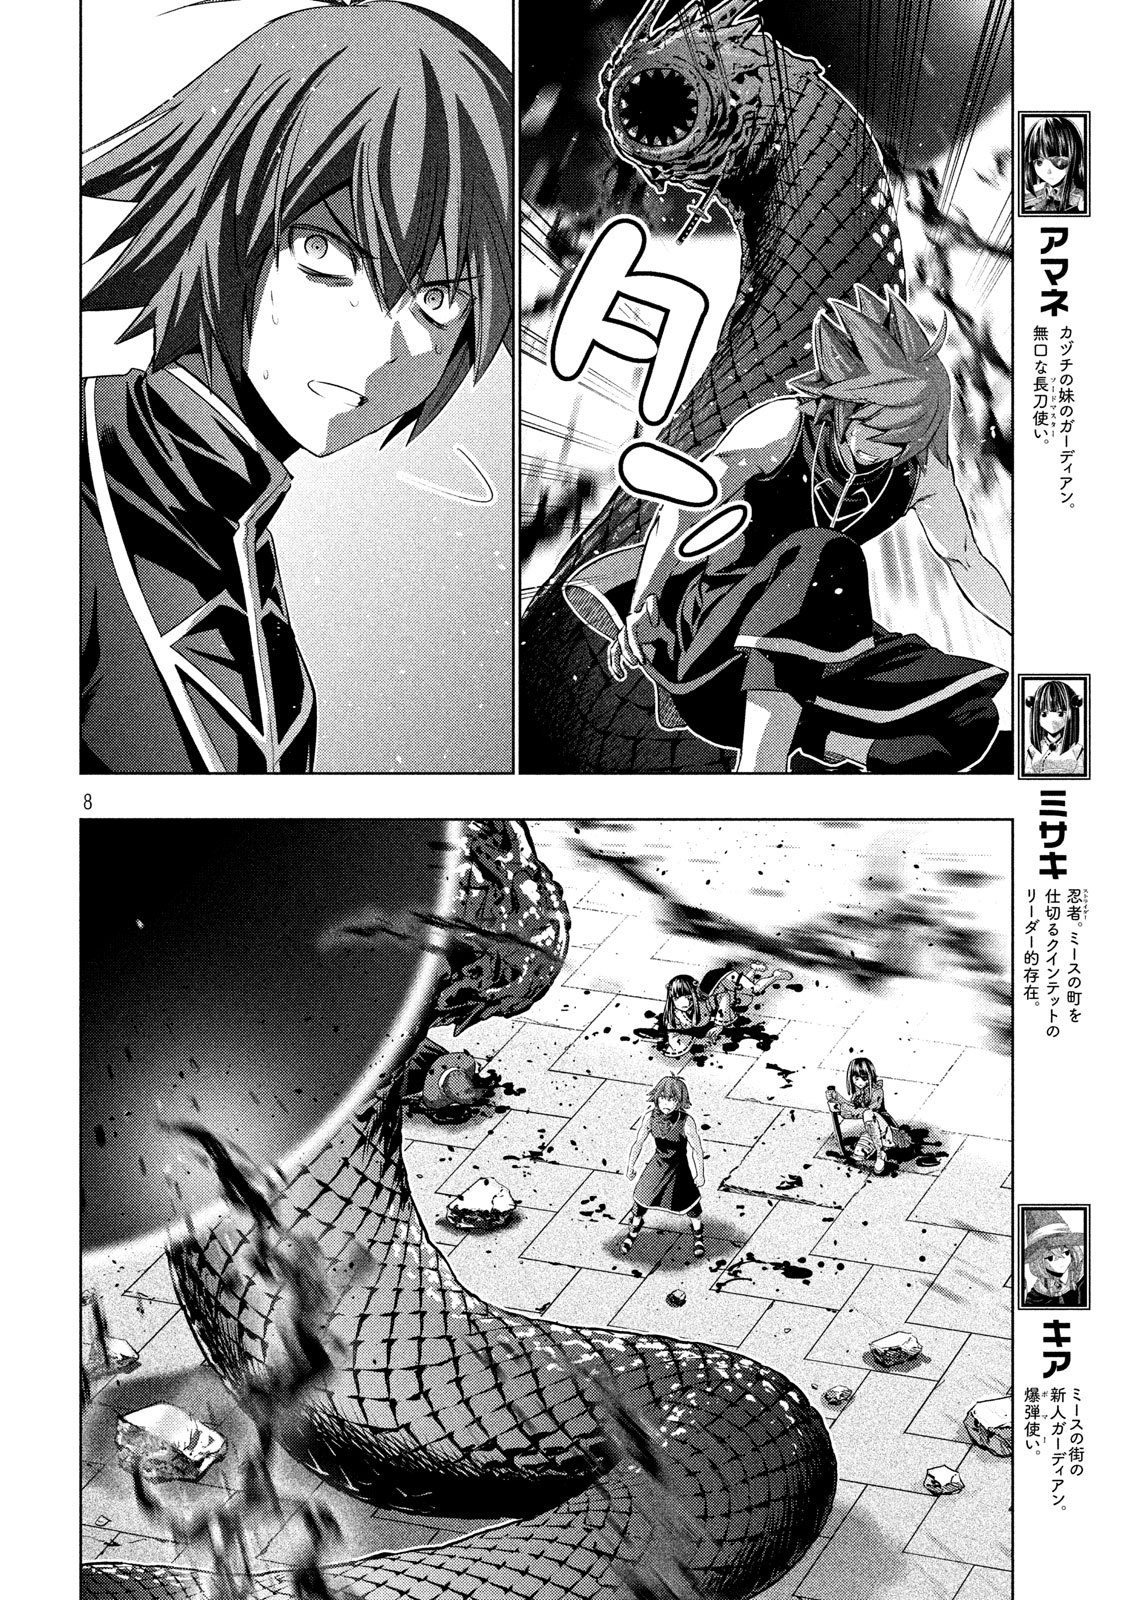 アマネ
カヅチの妹のガーディアン。
無口な長刀使い。
ソードマスター
ミサキ
忍者。ミースの町を
ストライダー
仕切るクインテットの
リーダー的存在。
キア
ミースの街の
新人ガーディアン。
爆弾使い。
ボマー
8